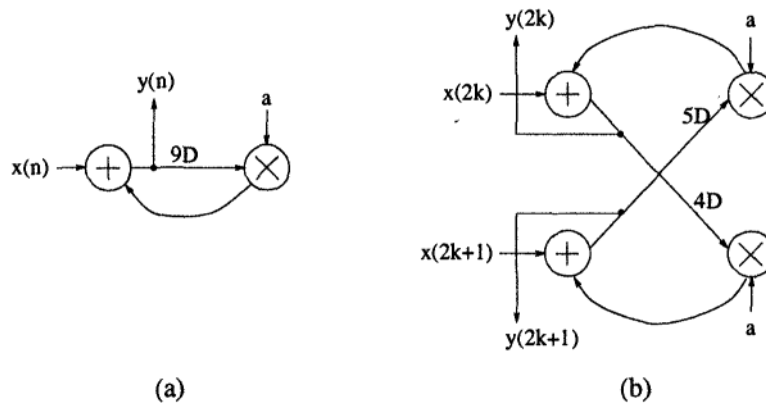 y(n)
a
9D
x(n)
(a)
y(2k)
a
x(2k)
5D
4D
x(2k+1)
a
y(2k+1)
(b)